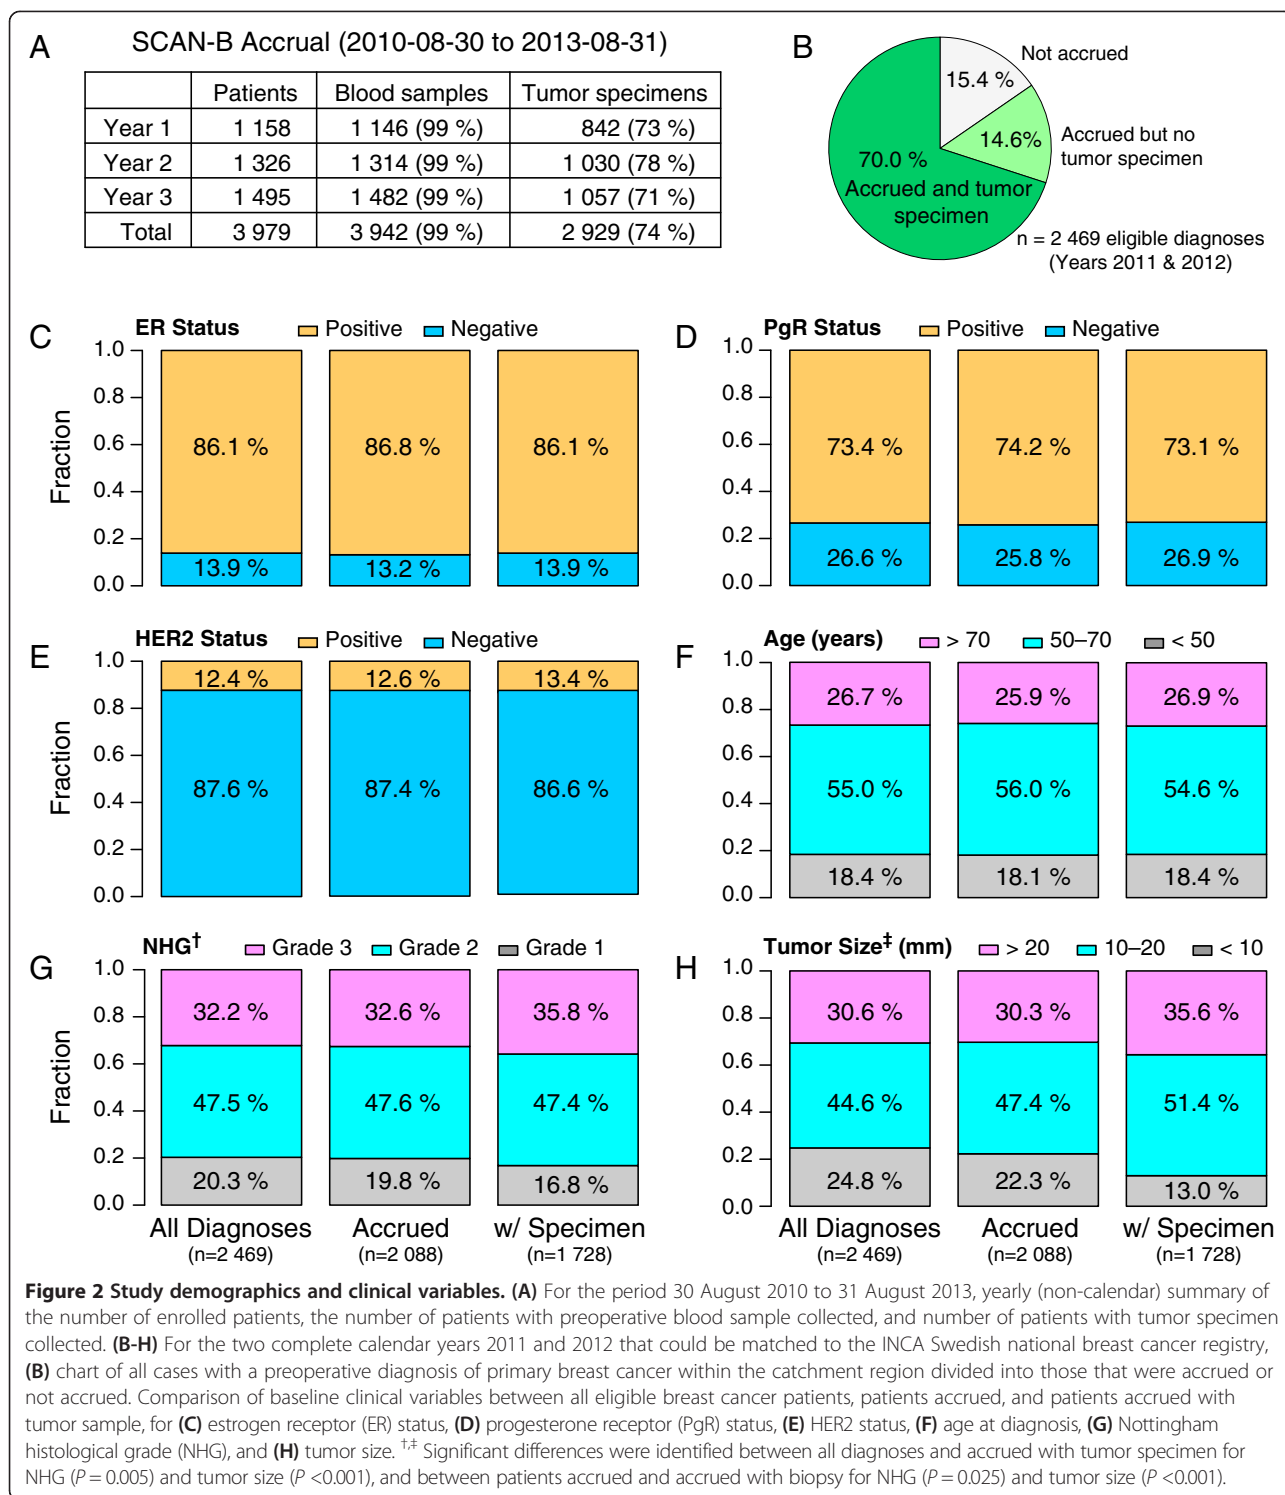 A
SCAN-B Accrual (2010-08-30 to 2013-08-31)
Patients Blood samples Tumor specimens
Year 1 1 158 1 146 (99 %) 842 (73 %)
Year 2 1 326 1 314 (99 %) 1 030 (78 %)
Year 3 1 495 1 482 (99 %) 1 057 (71 %)
Total 3 979 3 942 (99 %) 2 929 (74 %)
B
Not accrued
15.4 %
14.6%
Accrued but no
tumor specimen
70.0 %
Accrued and tumor
specimen
n = 2 469 eligible diagnoses
(Years 2011 & 2012)
C
ER Status Positive Negative
Fraction
1.0
0.8
0.6
0.4
0.2
0.0
86.1 % 86.8 % 86.1 %
13.9 % 13.2 % 13.9 %
D
PgR Status Positive Negative
1.0
0.8
0.6
0.4
0.2
0.0
73.4 % 74.2 % 73.1 %
26.6 % 25.8 % 26.9 %
E
HER2 Status Positive Negative
Fraction
1.0
0.8
0.6
0.4
0.2
0.0
12.4 % 12.6 % 13.4 %
87.6 % 87.4 % 86.6 %
F
Age (years) > 70 50–70 < 50
1.0
0.8
0.6
0.4
0.2
0.0
26.7 % 25.9 % 26.9 %
55.0 % 56.0 % 54.6 %
18.4 % 18.1 % 18.4 %
G
NHG† Grade 3 Grade 2 Grade 1
Fraction
1.0
0.8
0.6
0.4
0.2
0.0
32.2 % 32.6 % 35.8 %
47.5 % 47.6 % 47.4 %
20.3 % 19.8 % 16.8 %
All Diagnoses Accrued w/ Specimen
(n=2 469) (n=2 088) (n=1 728)
H
Tumor Size‡ (mm) > 20 10–20 < 10
1.0
0.8
0.6
0.4
0.2
0.0
30.6 % 30.3 % 35.6 %
44.6 % 47.4 % 51.4 %
24.8 % 22.3 % 13.0 %
All Diagnoses Accrued w/ Specimen
(n=2 469) (n=2 088) (n=1 728)
Figure 2 Study demographics and clinical variables. (A) For the period 30 August 2010 to 31 August 2013, yearly (non-calendar) summary of
the number of enrolled patients, the number of patients with preoperative blood sample collected, and number of patients with tumor specimen
collected. (B-H) For the two complete calendar years 2011 and 2012 that could be matched to the INCA Swedish national breast cancer registry,
(B) chart of all cases with a preoperative diagnosis of primary breast cancer within the catchment region divided into those that were accrued or
not accrued. Comparison of baseline clinical variables between all eligible breast cancer patients, patients accrued, and patients accrued with
tumor sample, for (C) estrogen receptor (ER) status, (D) progesterone receptor (PgR) status, (E) HER2 status, (F) age at diagnosis, (G) Nottingham
histological grade (NHG), and (H) tumor size. †,‡ Significant differences were identified between all diagnoses and accrued with tumor specimen for
NHG (P = 0.005) and tumor size (P <0.001), and between patients accrued and accrued with biopsy for NHG (P = 0.025) and tumor size (P <0.001).